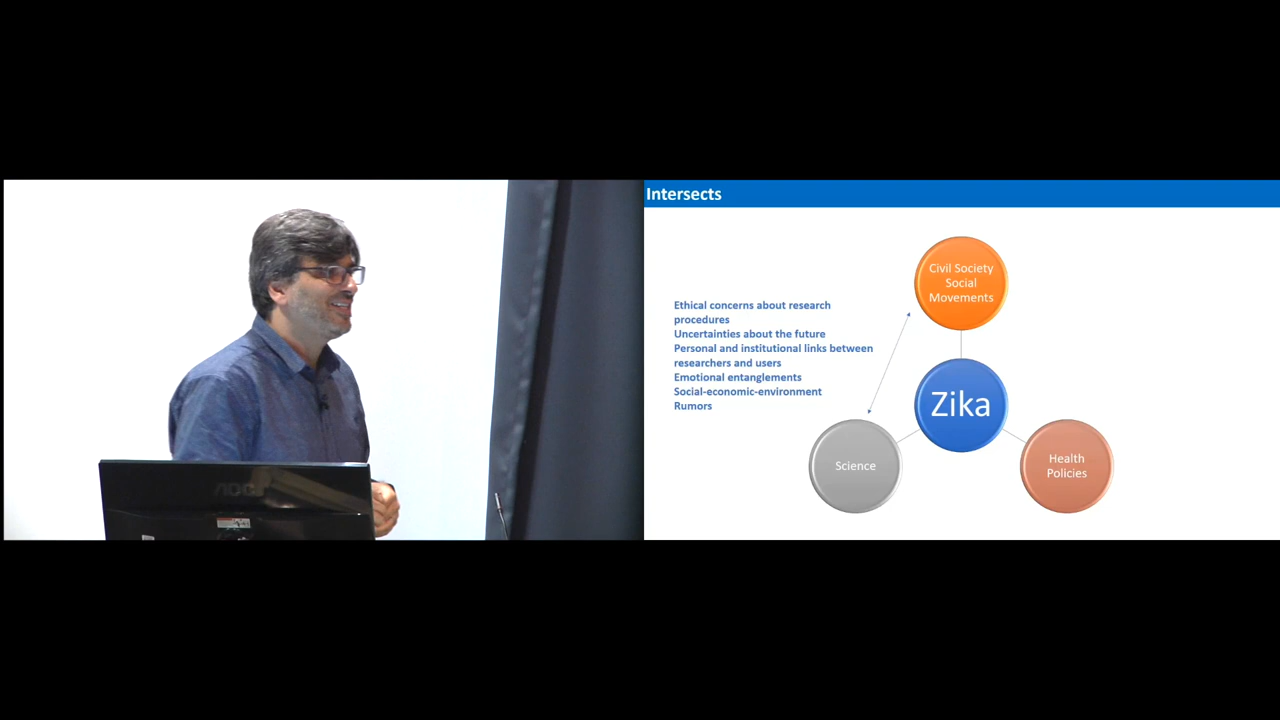 Intersects
Civil Society
Social
Movements
Ethical concerns about research
procedures
Uncertainties about the future
Personal and institutional links between
researchers and users
Emotional entanglements
Social-economic-environment
Rumors
Zika
Science
Health
Policies
AOC